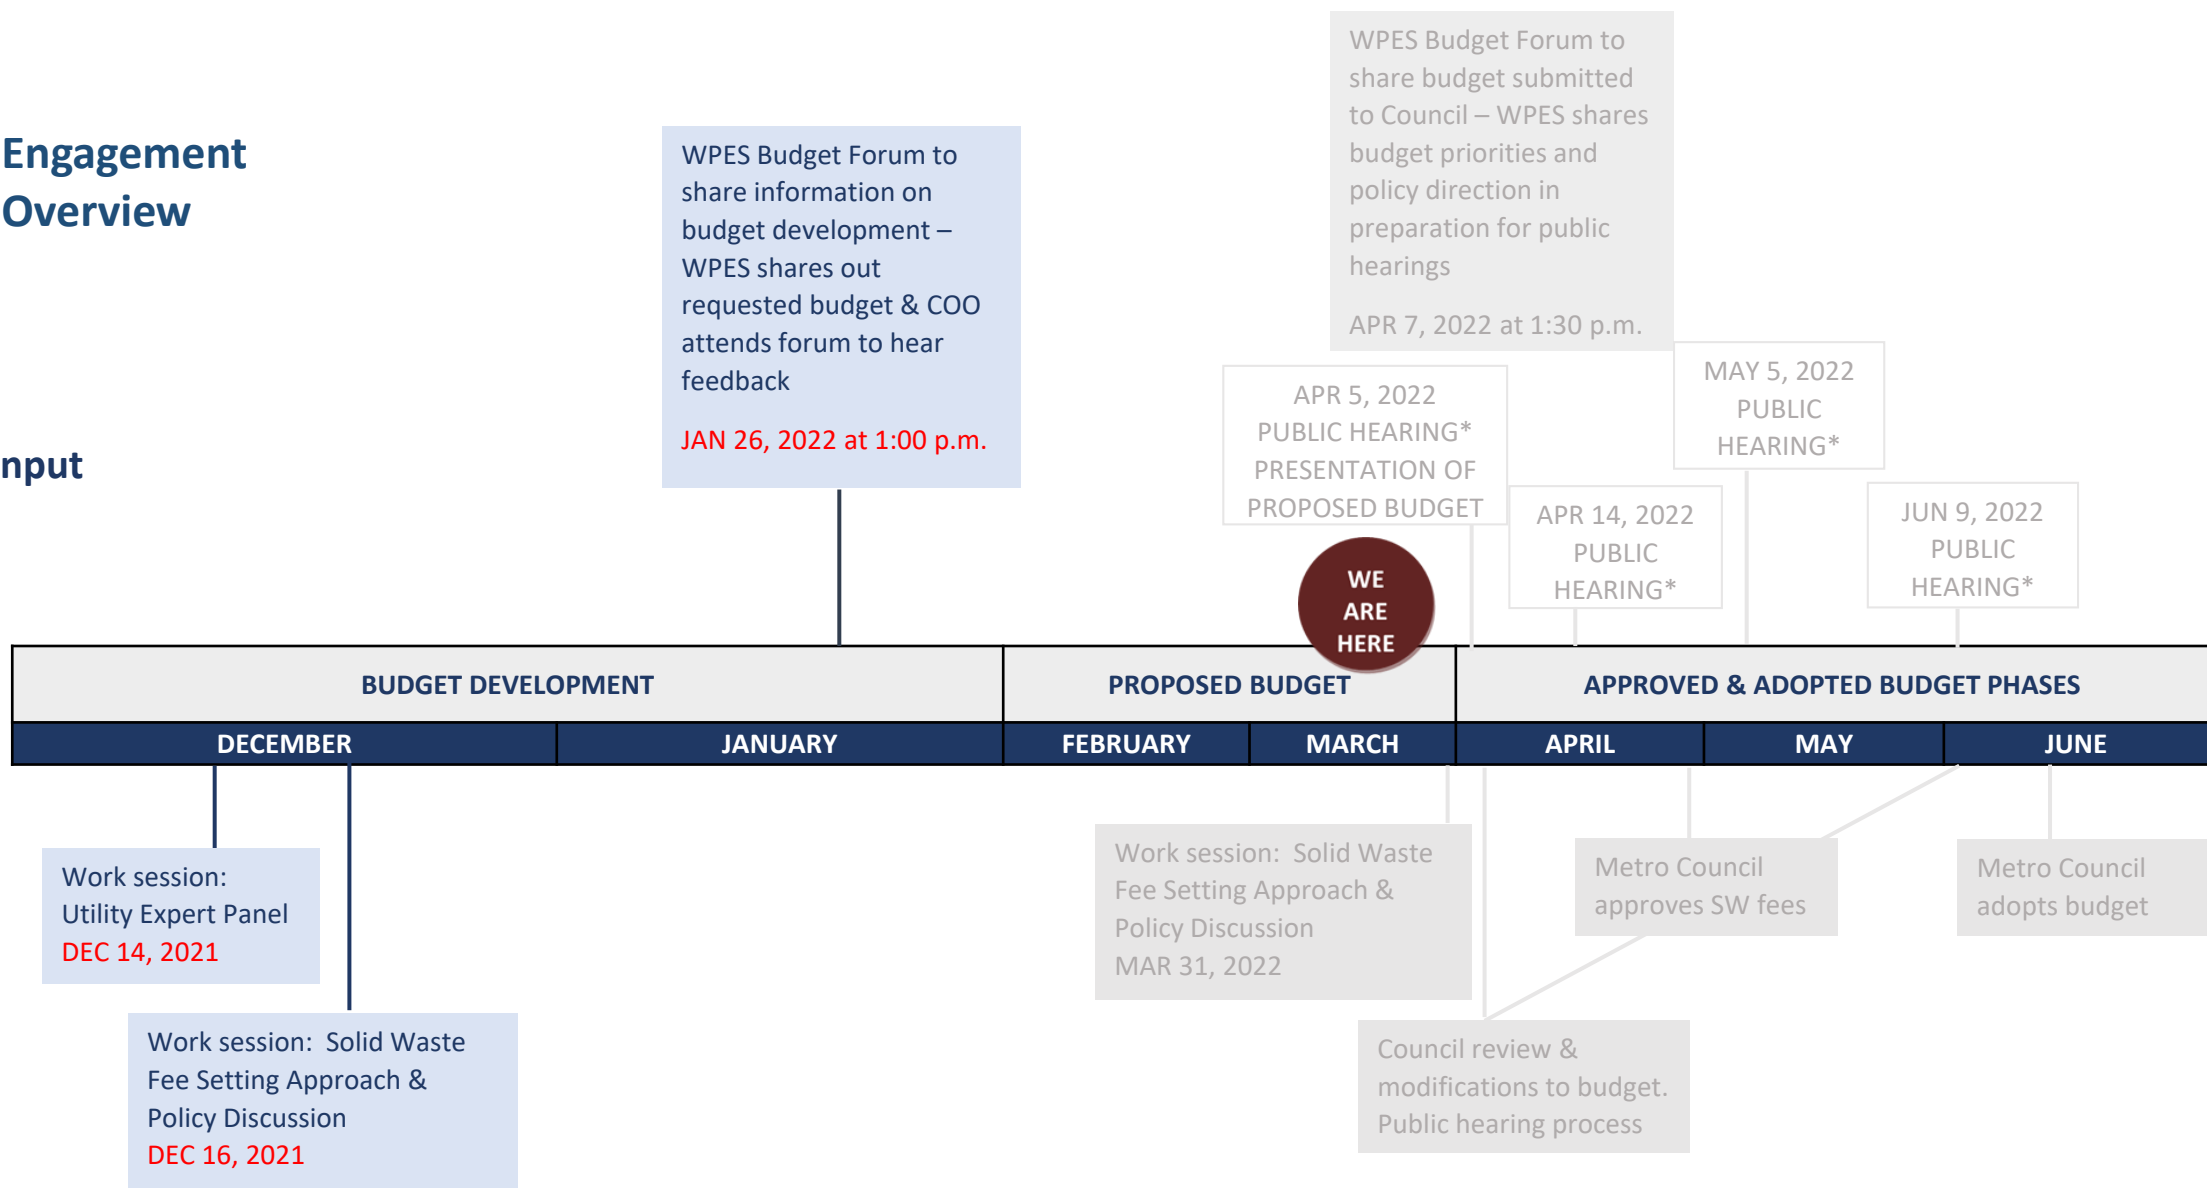 Engagement
Overview
nput
WPES Budget Forum to
share information on
budget development –
WPES shares out
requested budget & COO
attends forum to hear
feedback
JAN 26, 2022 at 1:00 p.m.
WPES Budget Forum to
share budget submitted
to Council – WPES shares
budget priorities and
policy direction in
preparation for public
hearings
APR 7, 2022 at 1:30 p.m.
APR 5, 2022
PUBLIC HEARING*
PRESENTATION OF
PROPOSED BUDGET
APR 14, 2022
PUBLIC
HEARING*
MAY 5, 2022
PUBLIC
HEARING*
JUN 9, 2022
PUBLIC
HEARING*
WE
ARE
HERE
BUDGET DEVELOPMENT
PROPOSED BUDGET
APPROVED & ADOPTED BUDGET PHASES
DECEMBER
JANUARY
FEBRUARY
MARCH
APRIL
MAY
JUNE
Work session:
Utility Expert Panel
DEC 14, 2021
Work session:  Solid Waste
Fee Setting Approach &
Policy Discussion
DEC 16, 2021
Work session:  Solid Waste
Fee Setting Approach &
Policy Discussion
MAR 31, 2022
Council review &
modifications to budget.
Public hearing process
Metro Council
approves SW fees
Metro Council
adopts budget